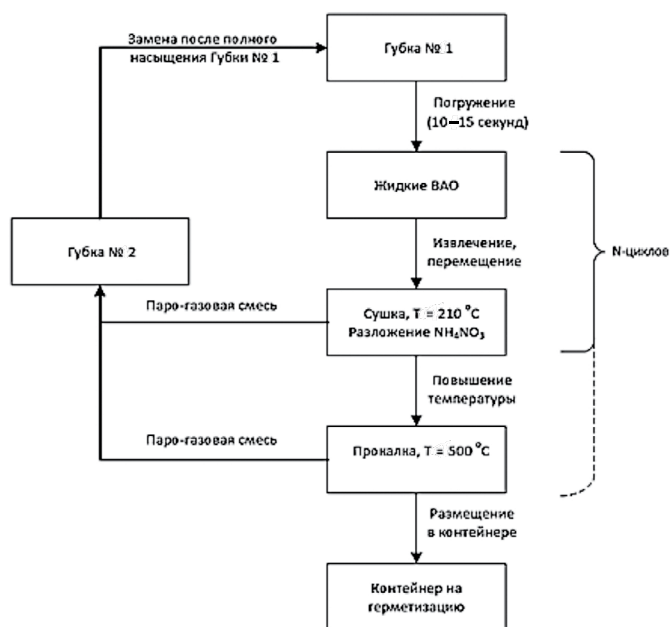 Замена после полного
насыщения Губки № 1
Губка № 1
Погружение
(10–15 секунд)
Жидкие ВАО
Губка № 2
Извлечение,
перемещение
N-циклов
Паро-газовая смесь
Сушка, Т = 210 °С
Разложение NH₄NO₃
Повышение
температуры
Паро-газовая смесь
Прокалка, Т = 500 °С
Размещение
в контейнере
Контейнер на
герметизацию